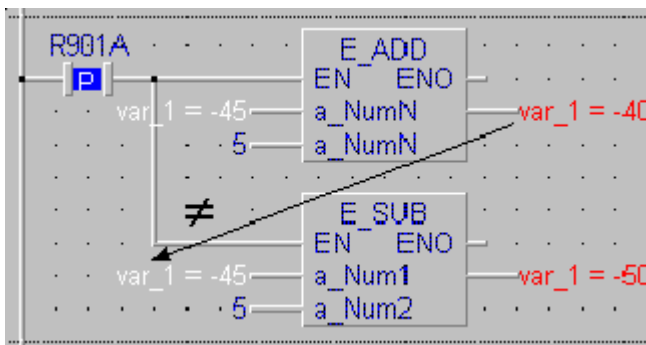 R901A
P
E_ADD
EN ENO
var_1 = -45 a_NumN var_1 = -40
5 a_NumN
≠
E_SUB
EN ENO
var_1 = -45 a_Num1 var_1 = -50
5 a_Num2